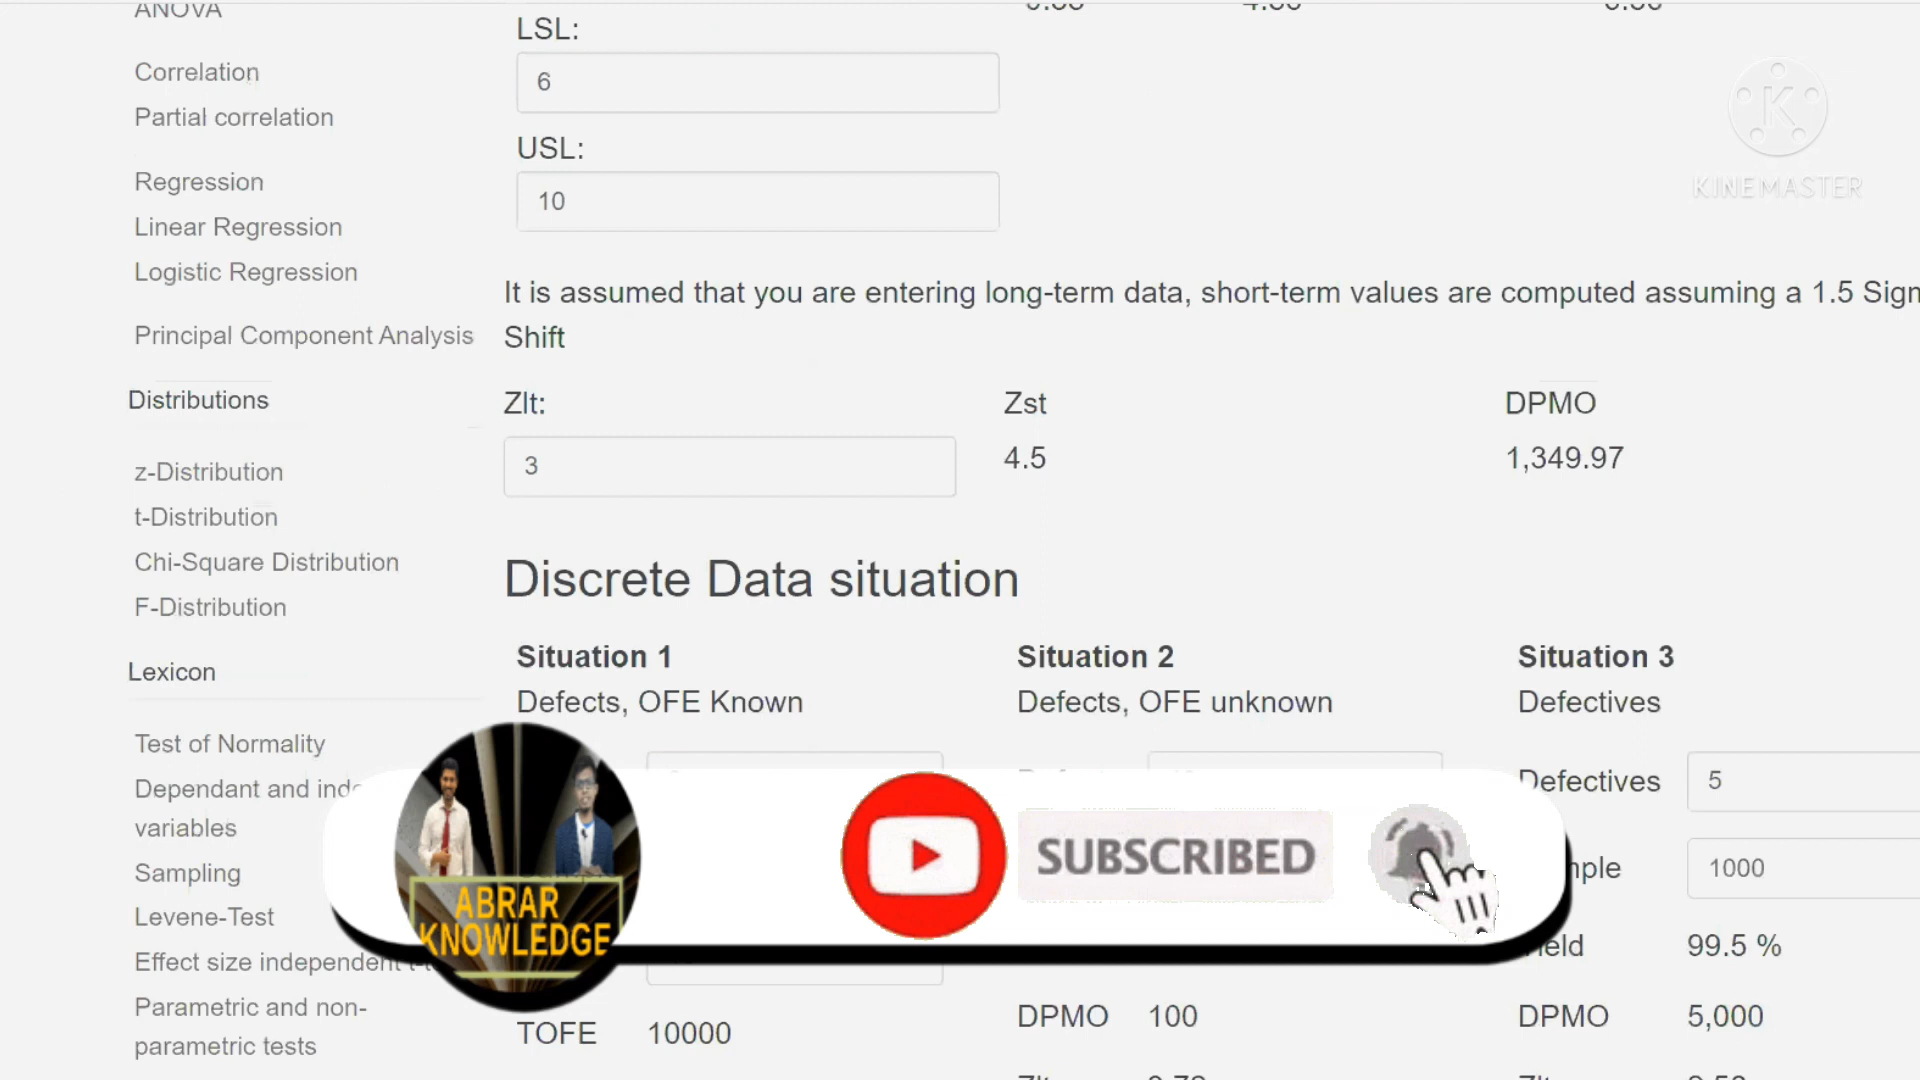 ANOVA
Correlation
Partial correlation
Regression
Linear Regression
Logistic Regression
Principal Component Analysis
Distributions
z-Distribution
t-Distribution
Chi-Square Distribution
F-Distribution
Lexicon
Test of Normality
Dependant and
variables
Sampling
Levene-Test
Effect size independent
Parametric and non-
parametric tests
LSL:
6
USL:
10
It is assumed that you are entering long-term data, short-term values are computed assuming a 1.5
Shift
Zlt:
Zst
DPMO
3
4.5
1,349.97
Discrete Data situation
Situation 1
Defects, OFE Known
TOFE 10000
Situation 2
Defects, OFE unknown
DPMO 100
Situation 3
Defectives
Defectives 5
1000
99.5 %
DPMO 5,000
KINEMASTER
ABRAR
KNOWLEDGE
SUBSCRIBED